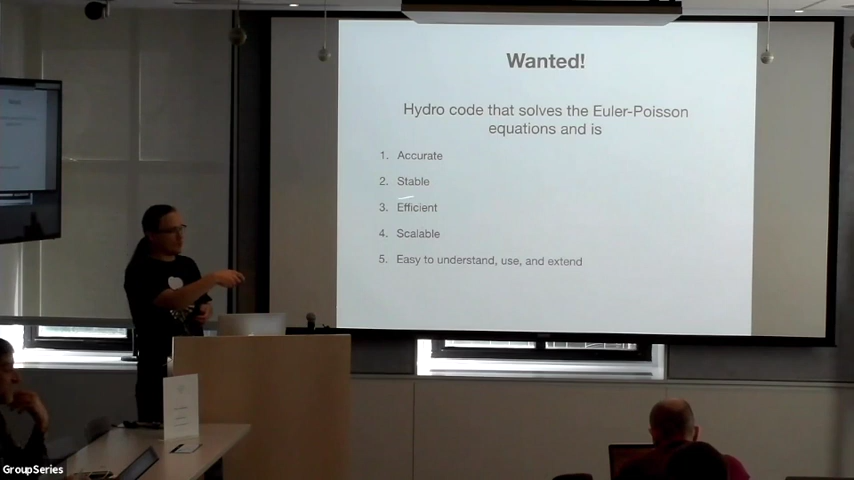 Wanted!
Hydro code that solves the Euler-Poisson
equations and is
1. Accurate
2. Stable
3. Efficient
4. Scalable
5. Easy to understand, use, and extend
GroupSeries